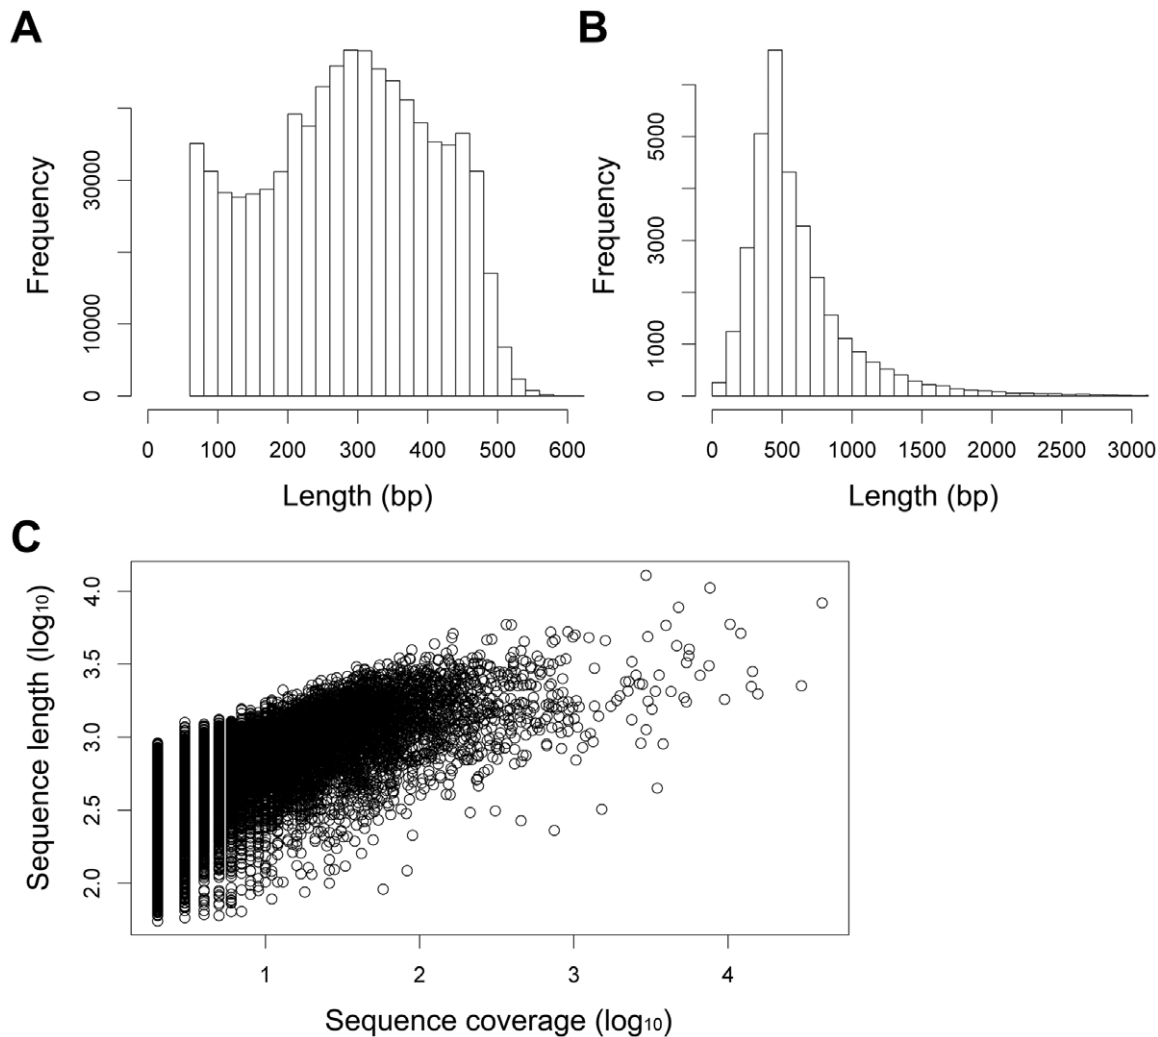 A
Frequency
0
10000
30000
0 100 200 300 400 500 600
Length (bp)
B
Frequency
0
1000
3000
5000
0 500 1000 1500 2000 2500 3000
Length (bp)
C
Sequence length (log10)
4.0
3.5
3.0
2.5
2.0
1 2 3 4
Sequence coverage (log10)